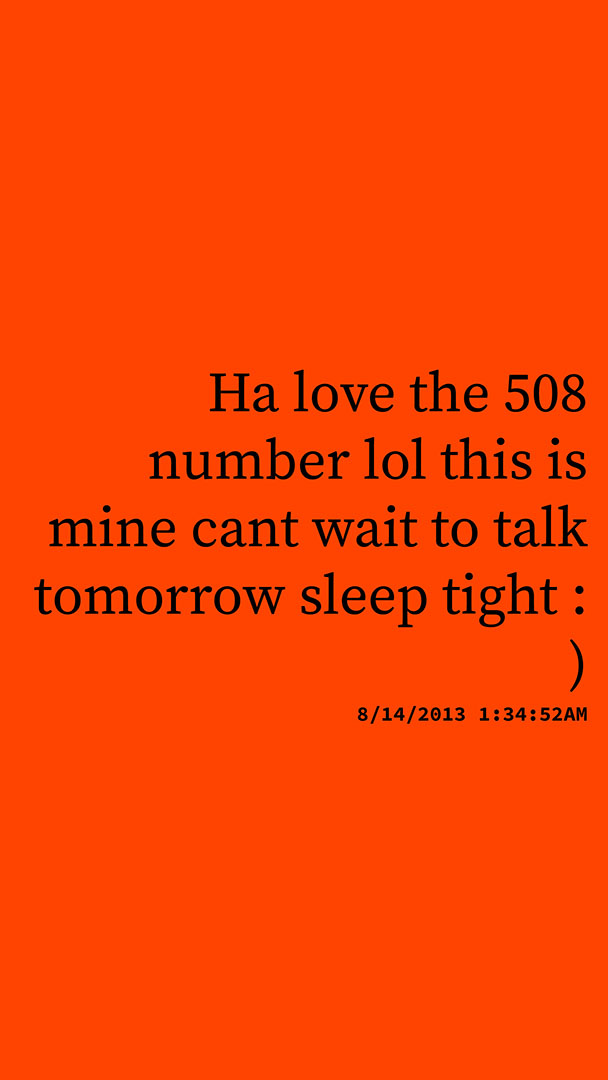 Ha love the 508
number lol this is
mine cant wait to talk
tomorrow sleep tight :
)
8/14/2013 1:34:52AM